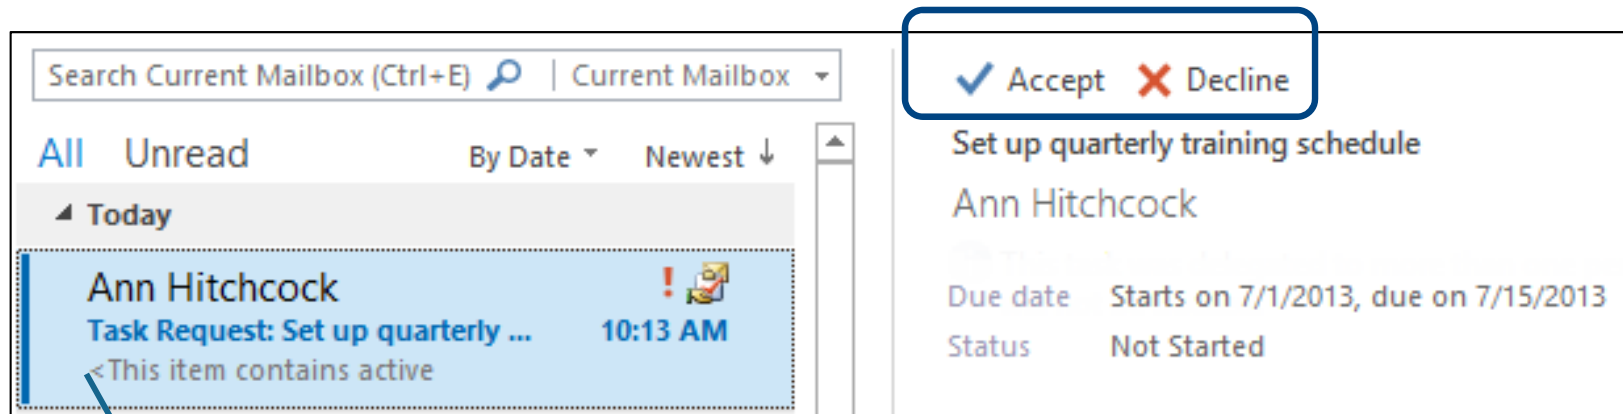 Search Current Mailbox (Ctrl+E) | Current Mailbox
All Unread By Date Newest ↓
Today
Ann Hitchcock !
Task Request: Set up quarterly ... 10:13 AM
<This item contains active
Accept Decline
Set up quarterly training schedule
Ann Hitchcock
Due date Starts on 7/1/2013, due on 7/15/2013
Status Not Started